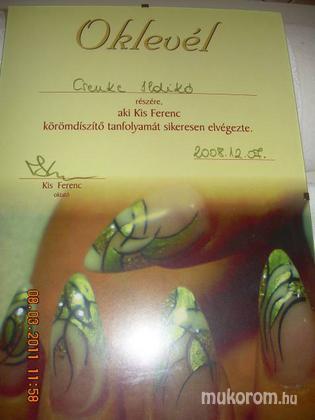 Oklevél
Csenke Ildikó
részére,
aki Kis Ferenc
körömdíszítő tanfolyamát sikeresen elvégezte.
2008.12.07.
Kis Ferenc
oktató
08.03.2011 11:58
mukorom.hu